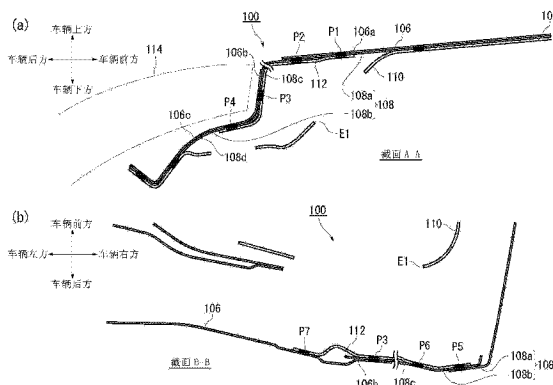 (a)
车辆上方
车辆后方 车辆前方
车辆下方
114
100
P2
P1
106a
106
10
106b
108c
112
110
P3
108a
108
108b
P4
106c
108d
E1
截面A-A
(b)
车辆前方
车辆左方 车辆右方
车辆后方
100
110
E1
106
112
P7
P3
P6
P5
108a
108
108b
106b
108c
截面B-B